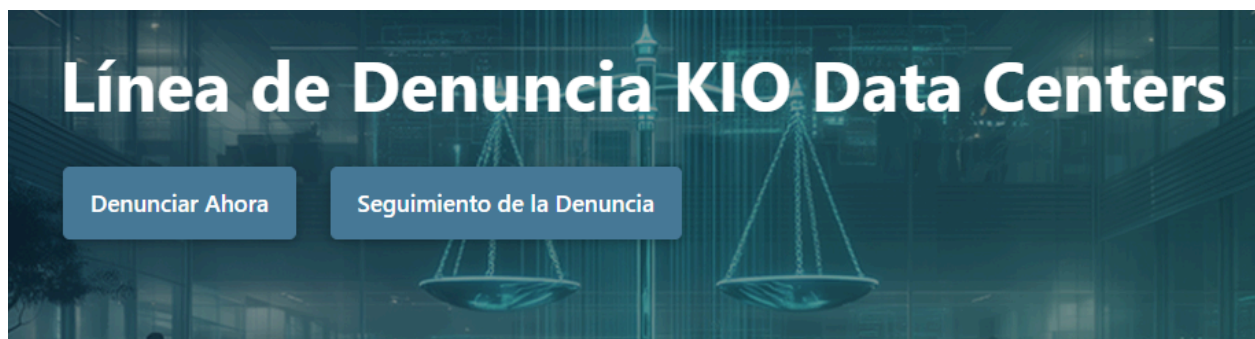 Línea de Denuncia KIO Data Centers
Denunciar Ahora
Seguimiento de la Denuncia